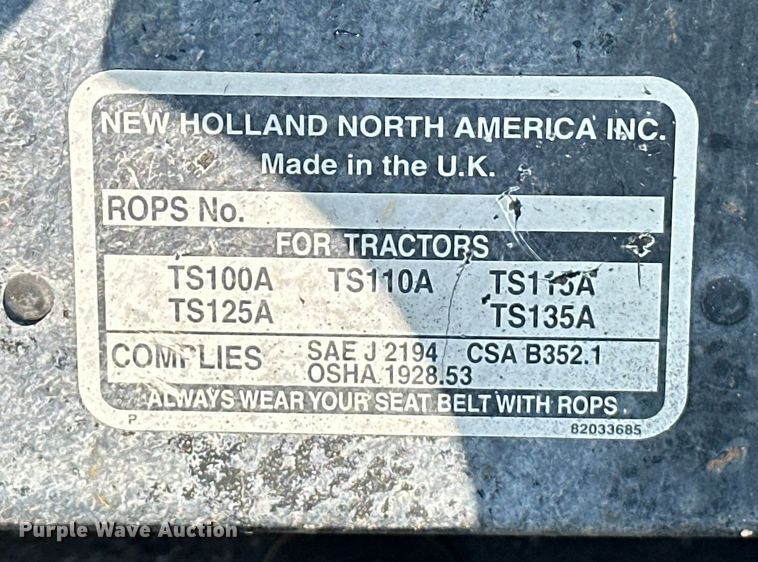 NEW HOLLAND NORTH AMERICA INC.
Made in the U.K.
ROPS No.
FOR TRACTORS
TS100A TS110A TS115A
TS125A TS135A
COMPLIES SAE J 2194 CSA B352.1
OSHA 1928.53
ALWAYS WEAR YOUR SEAT BELT WITH ROPS
P 82033685
Purple Wave Auction